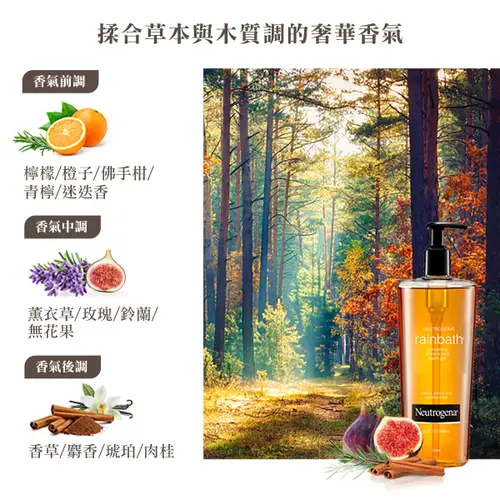 揉合草本與木質調的奢華香氣
香氣前調
檸檬/橙子/佛手柑/
青檸/迷迭香
香氣中調
薰衣草/玫瑰/鈴蘭/
無花果
香氣後調
香草/麝香/琥珀/肉桂
NEUTROGENA
rainbath
Neutrogena